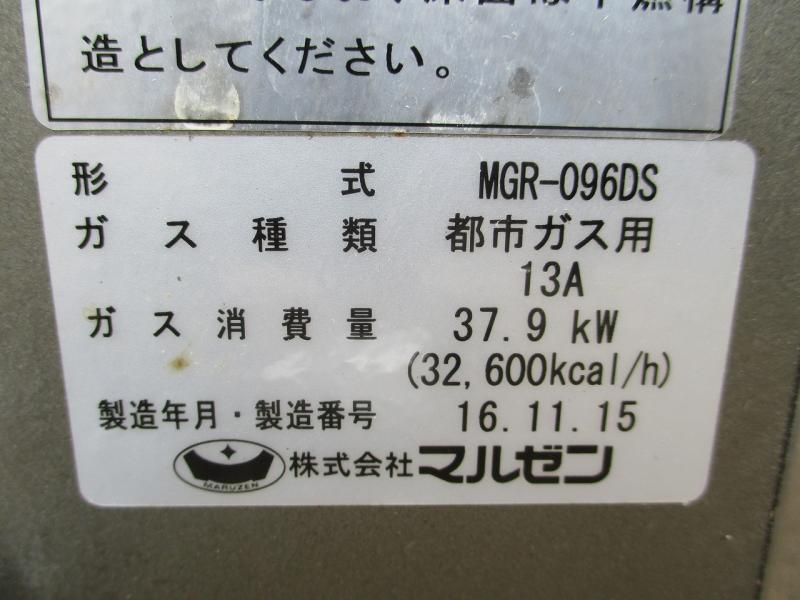 造としてください。
形式 MGR-096DS
ガス種類 都市ガス用
13A
ガス消費量 37.9 kW
(32,600kcal/h)
製造年月・製造番号 16.11.15
MARUZEN 株式会社マルゼン